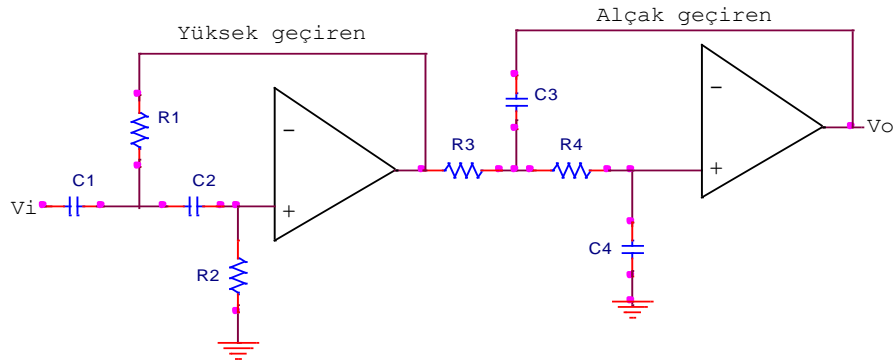 Yüksek geçiren
Alçak geçiren
R1
C1
C2
Vi
R2
−
+
R3
C3
R4
C4
−
+
Vo